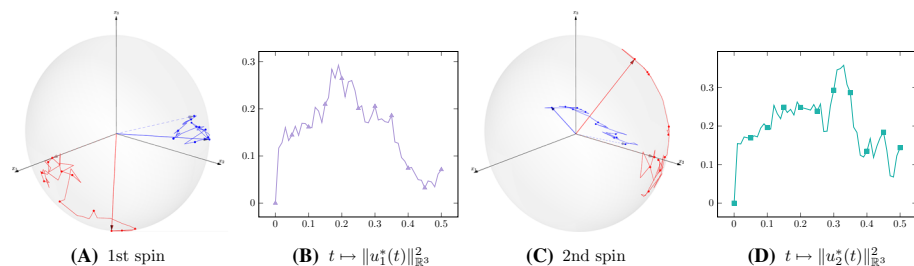 x₃
x₁
x₂
0.3
0.2
0.1
0
0 0.1 0.2 0.3 0.4 0.5
x₃
x₁
x₂
0.3
0.2
0.1
0
0 0.1 0.2 0.3 0.4 0.5
(A) 1st spin
(B) t ↦ ‖u₁*(t)‖²_ℝ³
(C) 2nd spin
(D) t ↦ ‖u₂*(t)‖²_ℝ³